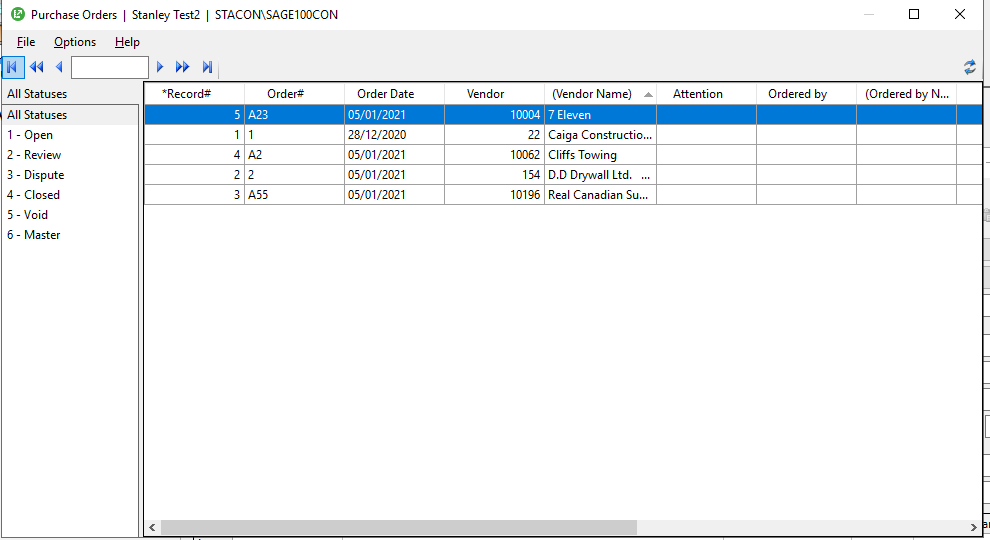 Purchase Orders | Stanley Test2 | STACON\SAGE100CON
File Options Help
All Statuses
All Statuses
1 - Open
2 - Review
3 - Dispute
4 - Closed
5 - Void
6 - Master
*Record# Order# Order Date Vendor (Vendor Name) Attention Ordered by (Ordered by N...
5 A23 05/01/2021 10004 7 Eleven
1 1 28/12/2020 22 Caiga Constructio...
4 A2 05/01/2021 10062 Cliffs Towing
2 2 05/01/2021 154 D.D Drywall Ltd. ...
3 A55 05/01/2021 10196 Real Canadian Su...